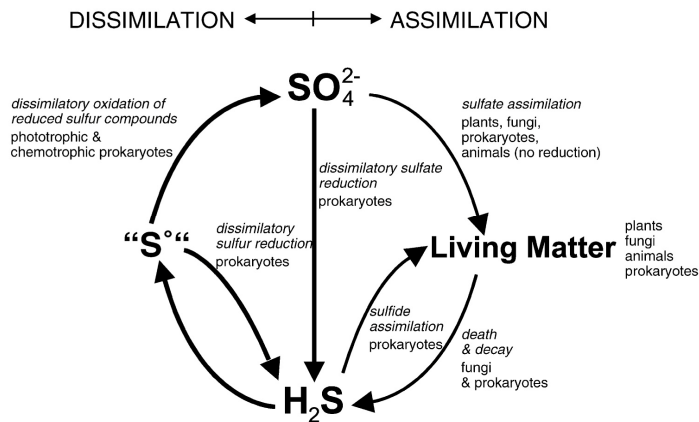 DISSIMILATION
ASSIMILATION
SO₄²⁻
dissimilatory oxidation of
reduced sulfur compounds
phototrophic &
chemotrophic prokaryotes
sulfate assimilation
plants, fungi,
prokaryotes,
animals (no reduction)
dissimilatory sulfate
reduction
prokaryotes
“S°“
dissimilatory
sulfur reduction
prokaryotes
Living Matter
plants
fungi
animals
prokaryotes
sulfide
assimilation
prokaryotes
death
& decay
fungi
& prokaryotes
H₂S